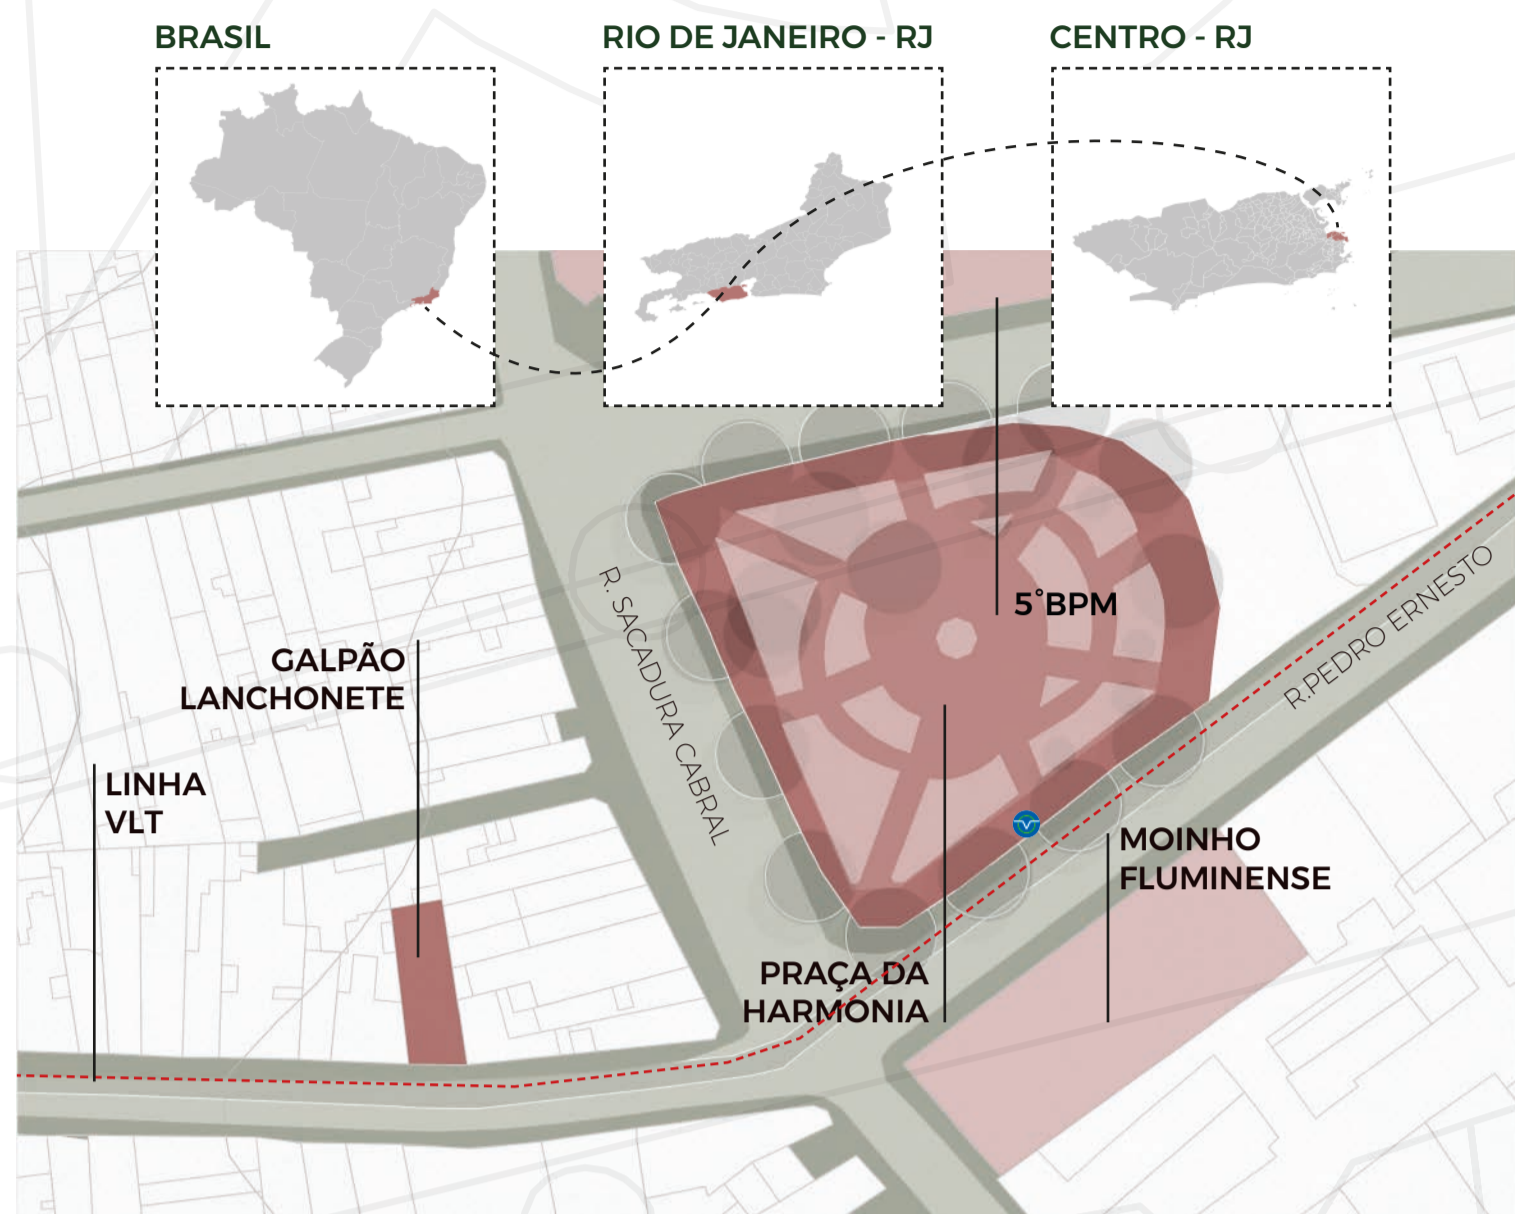 BRASIL
RIO DE JANEIRO - RJ
CENTRO - RJ
5°BPM
R. SACADURA CABRAL
R.PEDRO ERNESTO
GALPÃO
LANCHONETE
LINHA
VLT
MOINHO
FLUMINENSE
PRAÇA DA
HARMONIA